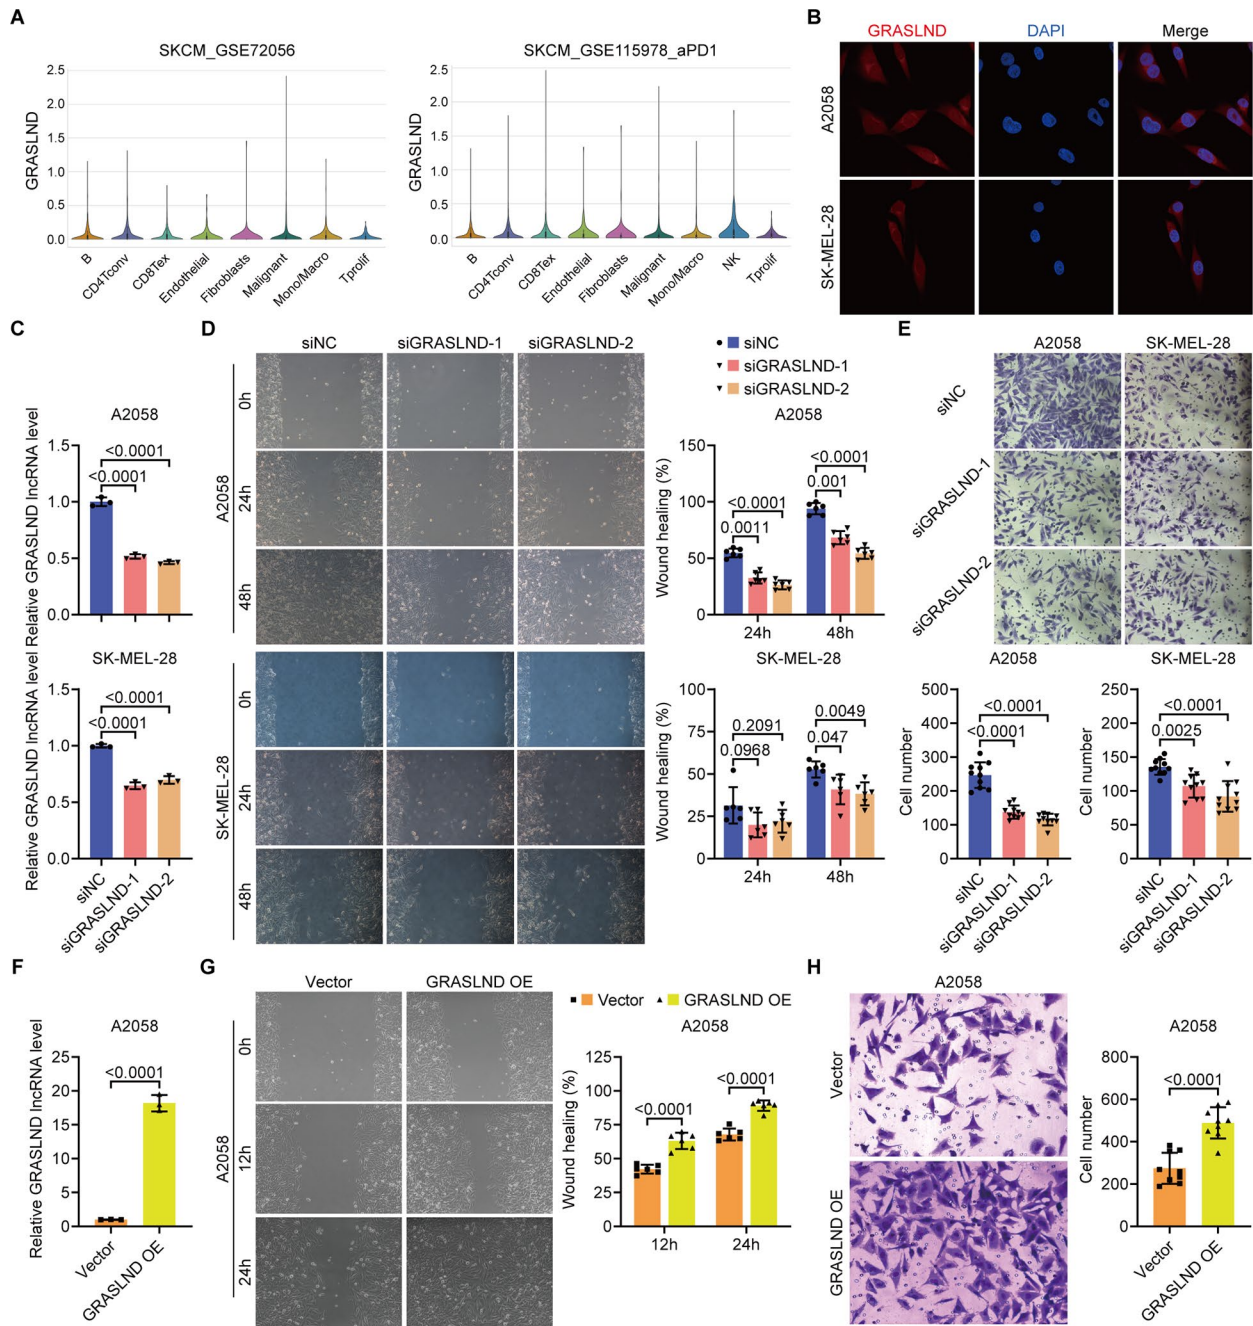 A
SKCM_GSE72056
GRASLND
2.5
2.0
1.5
1.0
0.5
0.0
B
CD4Tconv
CD8Tex
Endothelial
Fibroblasts
Malignant
Mono/Macro
Tprolif
SKCM_GSE115978_aPD1
GRASLND
2.5
2.0
1.5
1.0
0.5
0.0
B
CD4Tconv
CD8Tex
Endothelial
Fibroblasts
Malignant
Mono/Macro
NK
Tprolif
B
GRASLND
DAPI
Merge
A2058
SK-MEL-28
C
A2058
Relative GRASLND lncRNA level
1.5
1.0
0.5
0.0
<0.0001
<0.0001
SK-MEL-28
Relative GRASLND lncRNA level
1.5
1.0
0.5
0.0
<0.0001
<0.0001
siNC
siGRASLND-1
siGRASLND-2
D
siNC
siGRASLND-1
siGRASLND-2
A2058
0h
24h
48h
SK-MEL-28
0h
24h
48h
siNC
siGRASLND-1
siGRASLND-2
A2058
Wound healing (%)
150
100
50
0
<0.0001
0.0011
<0.0001
0.001
24h
48h
SK-MEL-28
Wound healing (%)
100
75
50
25
0
0.2091
0.0968
0.0049
0.047
24h
48h
E
A2058
SK-MEL-28
siNC
siGRASLND-1
siGRASLND-2
A2058
Cell number
500
400
300
200
100
0
<0.0001
<0.0001
siNC
siGRASLND-1
siGRASLND-2
SK-MEL-28
Cell number
250
200
150
100
50
0
<0.0001
0.0025
siNC
siGRASLND-1
siGRASLND-2
F
A2058
Relative GRASLND lncRNA level
25
20
15
10
5
0
<0.0001
Vector
GRASLND OE
G
Vector
GRASLND OE
A2058
0h
12h
24h
Vector
GRASLND OE
A2058
Wound healing (%)
125
100
75
50
25
0
<0.0001
<0.0001
12h
24h
H
A2058
Vector
GRASLND OE
A2058
Cell number
800
600
400
200
0
<0.0001
Vector
GRASLND OE